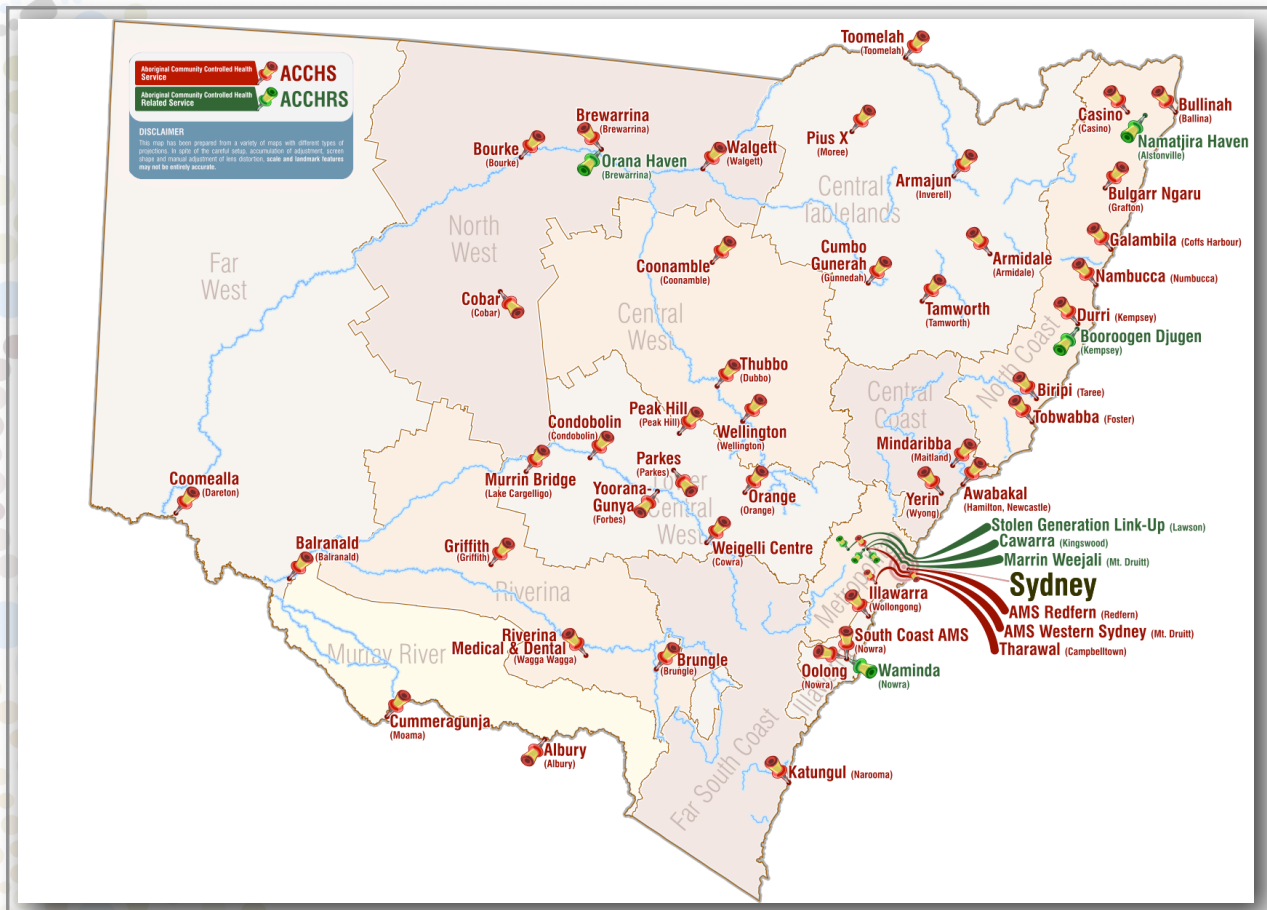 Aboriginal Community Controlled Health
Service
ACCHS
Aboriginal Community Controlled Health
Related Service
ACCHRS
DISCLAIMER
This map has been prepared from a variety of maps with different types of
projections. In spite of the careful setup, accumulation of adjustment, screen
shape and manual adjustment of lens distortion, scale and landmark features
may not be entirely accurate.
Toomelah
(Toomelah)
Casino
(Casino)
Bullinah
(Ballina)
Namatjira Haven
(Alstonville)
Brewarrina
(Brewarrina)
Bourke
(Bourke)
Orana Haven
(Brewarrina)
Walgett
(Walgett)
Pius X
(Moree)
Armajun
(Inverell)
Central
Tablelands
Bulgarr Ngaru
(Grafton)
North
West
Far
West
Galambila (Coffs Harbour)
Coonamble
(Coonamble)
Cumbo
Gunerah
(Gunnedah)
Armidale
(Armidale)
Nambucca (Numbucca)
Cobar
(Cobar)
Tamworth
(Tamworth)
Durri (Kempsey)
Booroogen Djugen
(Kempsey)
Central
West
North Coast
Thubbo
(Dubbo)
Central
Coast
Biripi (Taree)
Tobwabba (Foster)
Peak Hill
(Peak Hill)
Wellington
(Wellington)
Condobolin
(Condobolin)
Mindaribba
(Maitland)
Murrin Bridge
(Lake Cargelligo)
Parkes
(Parkes)
Coomealla
(Dareton)
Yoorana-
Gunya
(Forbes)
Lower
Central
West
Orange
(Orange)
Yerin
(Wyong)
Awabakal
(Hamilton, Newcastle)
Stolen Generation Link-Up (Lawson)
Cawarra (Kingswood)
Marrin Weejali (Mt. Druitt)
Sydney
Balranald
(Balranald)
Griffith
(Griffith)
Weigelli Centre
(Cowra)
Riverina
Illawarra
(Wollongong)
AMS Redfern (Redfern)
AMS Western Sydney (Mt. Druitt)
Tharawal (Campbelltown)
Murray River
Riverina
Medical & Dental
(Wagga Wagga)
Brungle
(Brungle)
South Coast AMS
(Nowra)
Oolong
(Nowra)
Waminda
(Nowra)
Cummeragunja
(Moama)
Albury
(Albury)
Far South Coast
Katungul (Narooma)